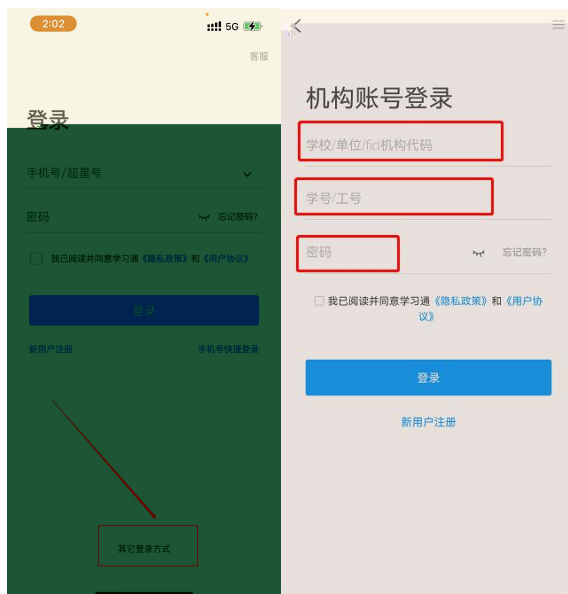 2:02
5G
客服
登录
手机号/超星号
密码
忘记密码?
我已阅读并同意学习通《隐私政策》和《用户协议》
登录
新用户注册
手机号快捷登录
其它登录方式
机构账号登录
学校/单位/fid机构代码
学号/工号
密码
忘记密码?
我已阅读并同意学习通《隐私政策》和《用户协
议》
登录
新用户注册